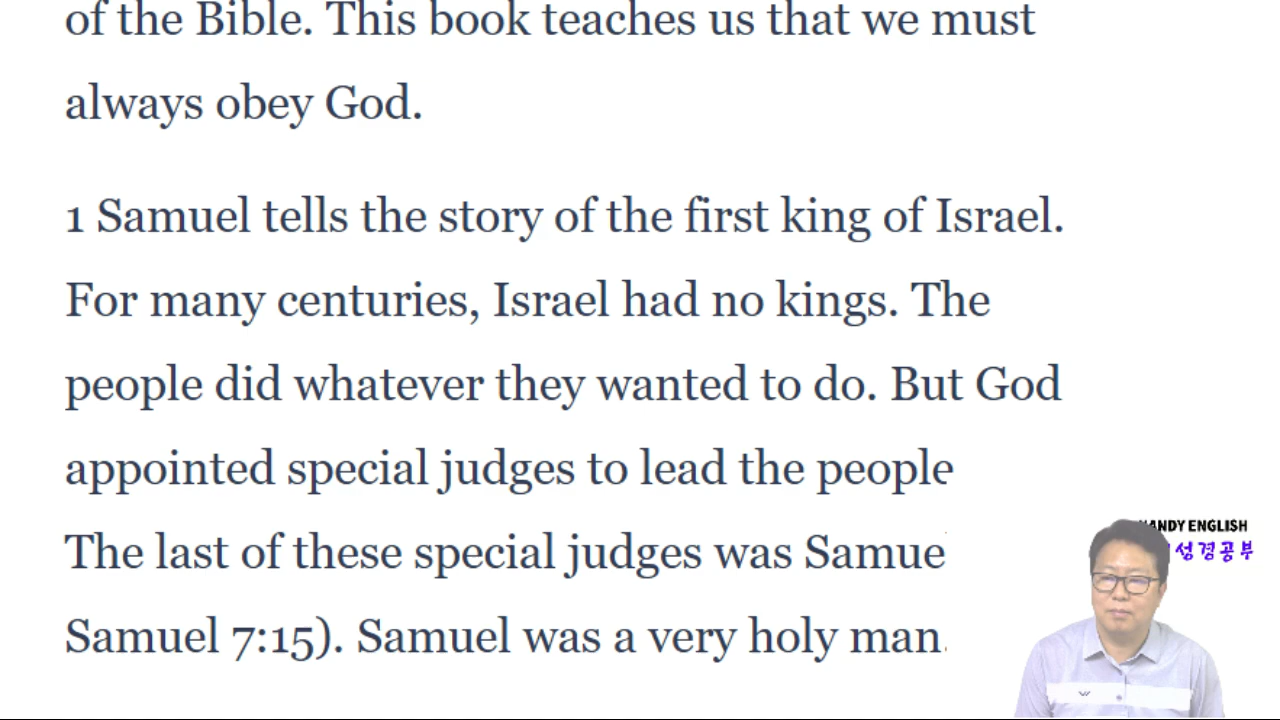 of the Bible. This book teaches us that we must
always obey God.
1 Samuel tells the story of the first king of Israel.
For many centuries, Israel had no kings. The
people did whatever they wanted to do. But God
appointed special judges to lead the people
The last of these special judges was Samue
Samuel 7:15). Samuel was a very holy man.
ANDY ENGLISH
성경공부